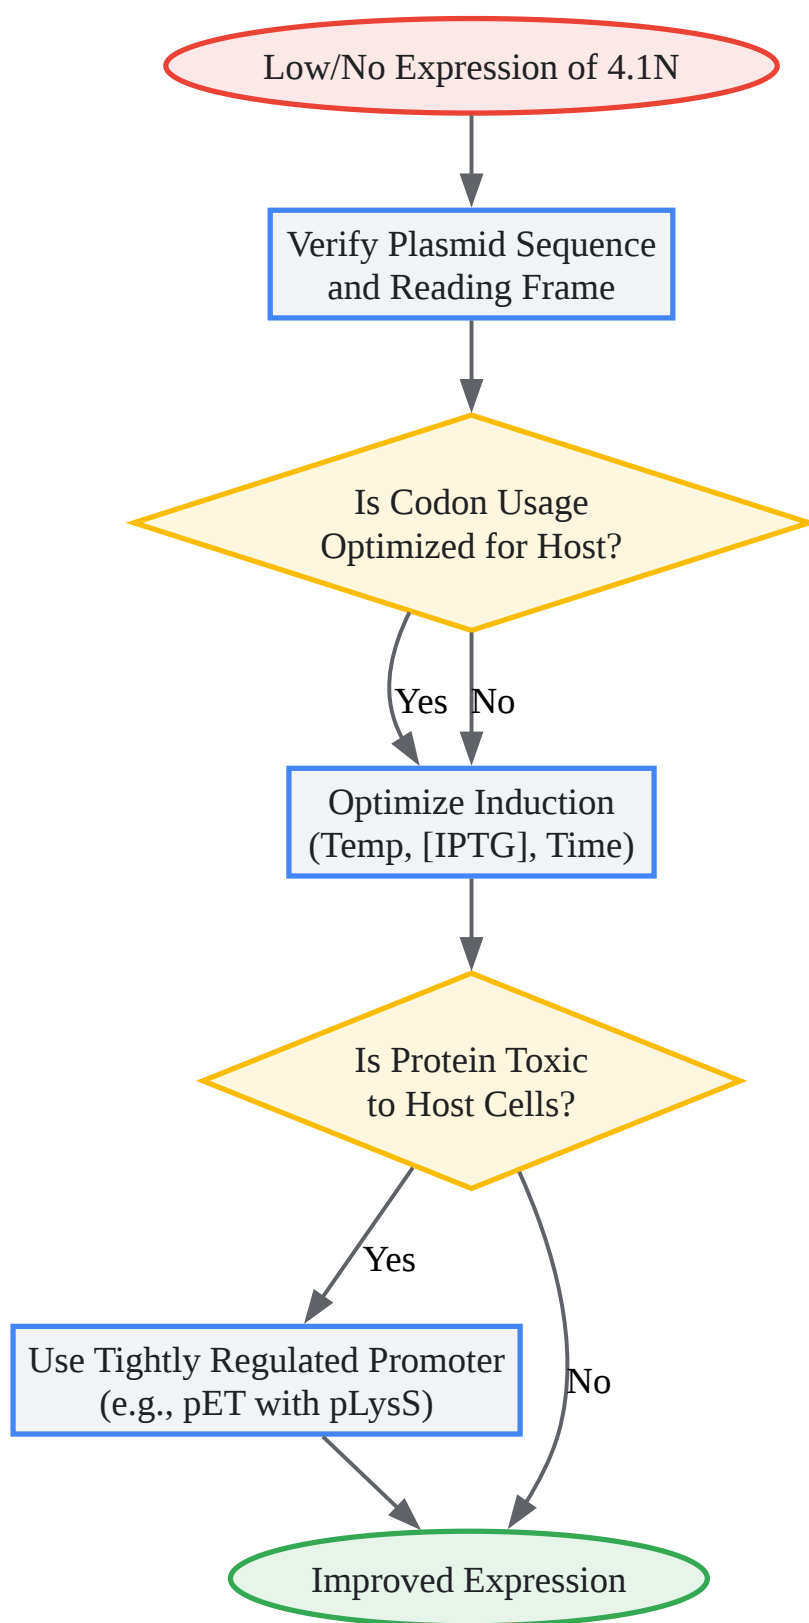 Low/No Expression of 4.1N
Verify Plasmid Sequence
and Reading Frame
Is Codon Usage
Optimized for Host?
Yes
No
Optimize Induction
(Temp, [IPTG], Time)
Is Protein Toxic
to Host Cells?
Yes
Use Tightly Regulated Promoter
(e.g., pET with pLysS)
No
Improved Expression